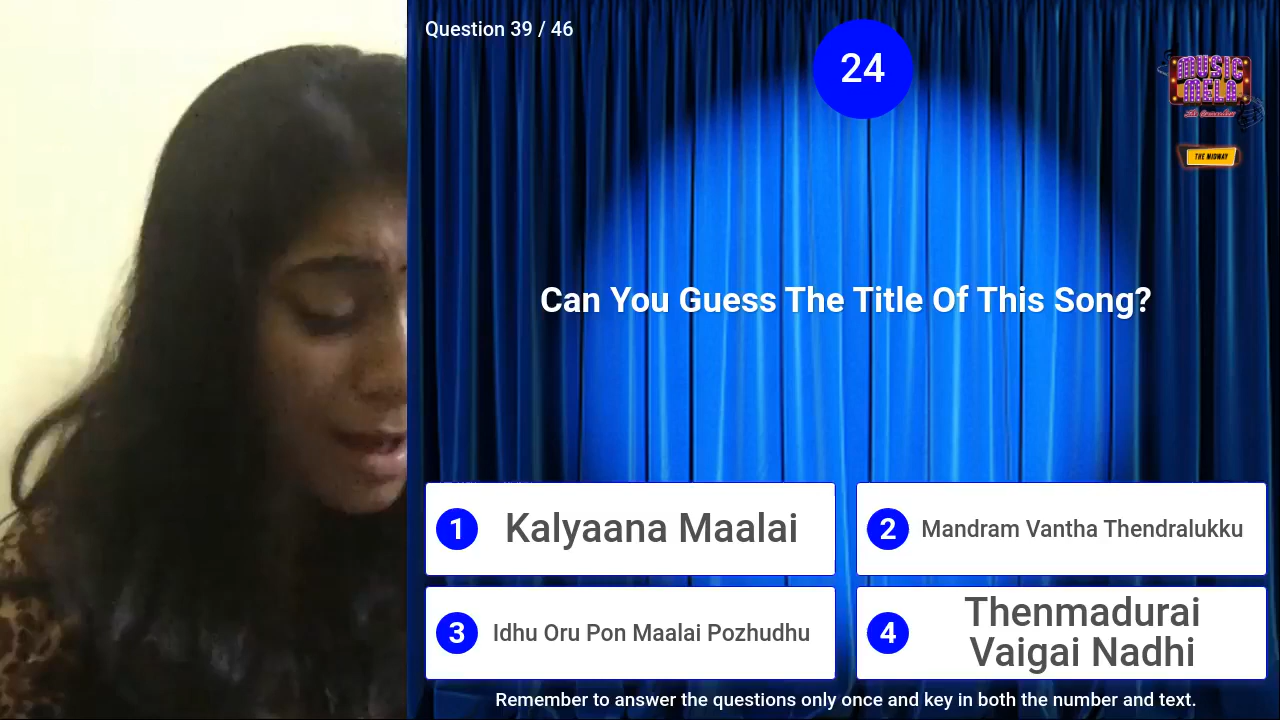 Question 39 / 46
24
MUSIC
MELA
THE MIDWAY
Can You Guess The Title Of This Song?
1 Kalyaana Maalai
2 Mandram Vantha Thendralukku
3 Idhu Oru Pon Maalai Pozhudhu
4 Thenmadurai
Vaigai Nadhi
Remember to answer the questions only once and key in both the number and text.